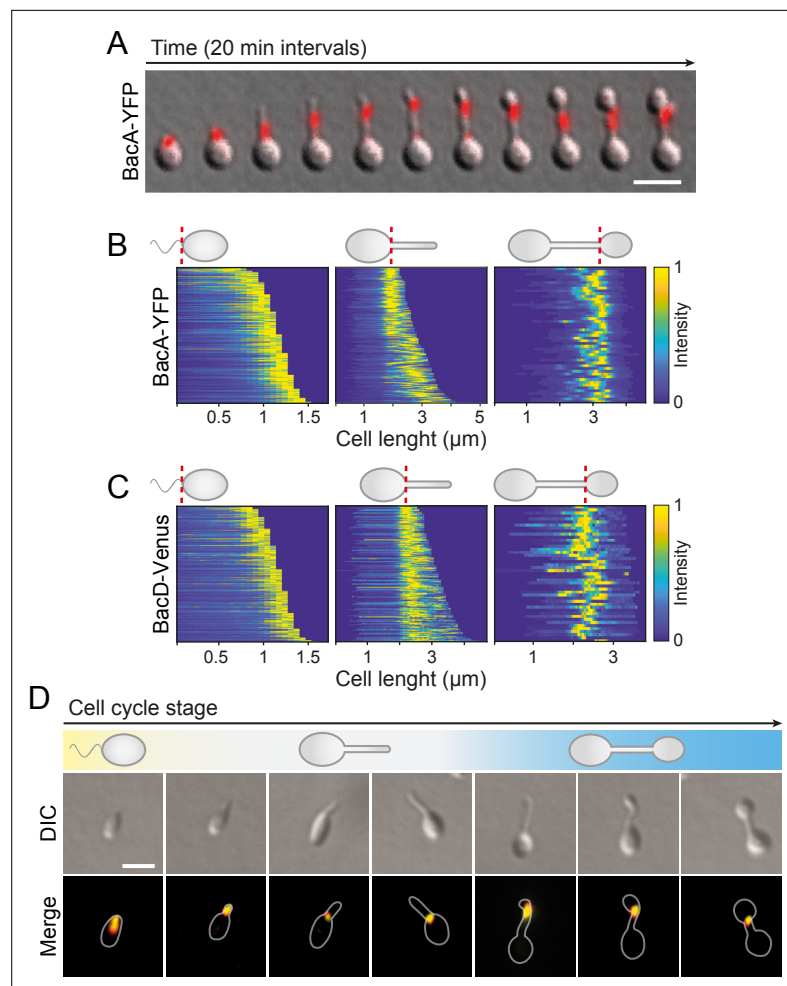 A
Time (20 min intervals)
BacA-YFP
B
BacA-YFP
1
Intensity
0
0.5 1 1.5
1 2 3 4 5
3
Cell lenght (µm)
C
BacD-Venus
1
Intensity
0
0.5 1 1.5
1 3
1 3
Cell lenght (µm)
D
Cell cycle stage
DIC
Merge